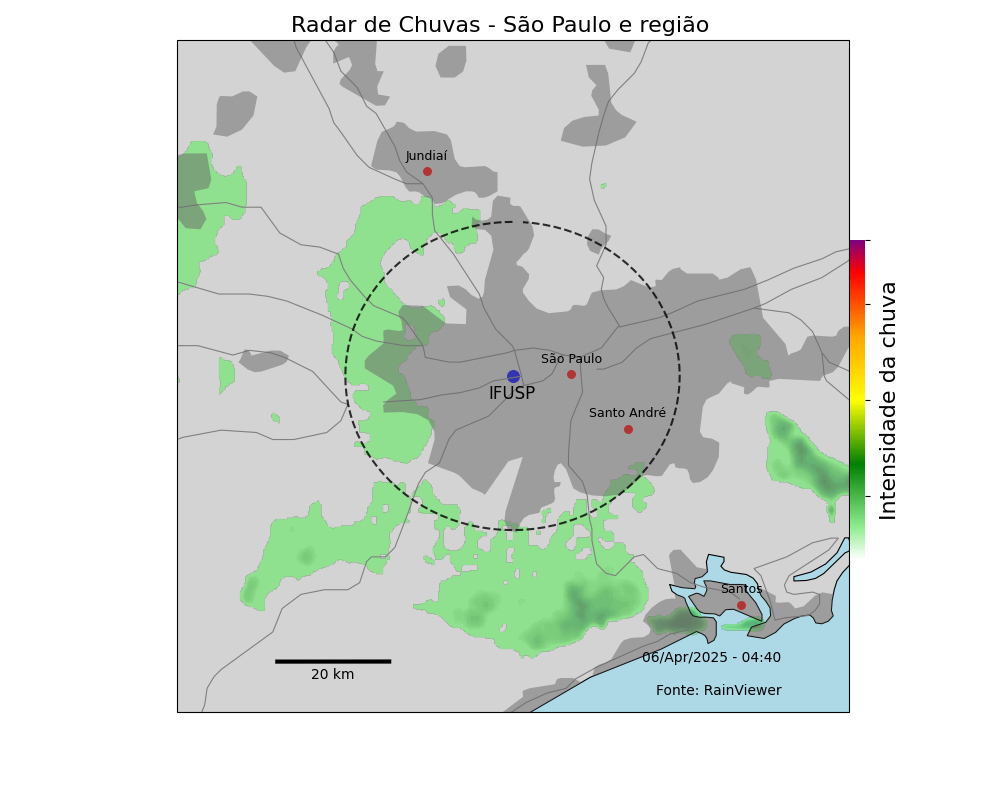 Radar de Chuvas - São Paulo e região
Jundiaí
São Paulo
IFUSP
Santo André
Santos
Intensidade da chuva
06/Apr/2025 - 04:40
20 km
Fonte: RainViewer